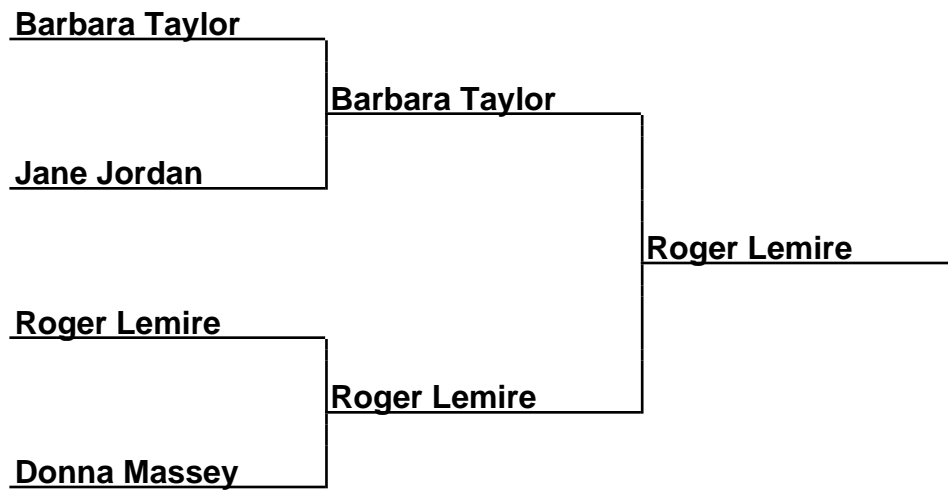 Barbara Taylor
Barbara Taylor
Jane Jordan
Roger Lemire
Roger Lemire
Roger Lemire
Donna Massey